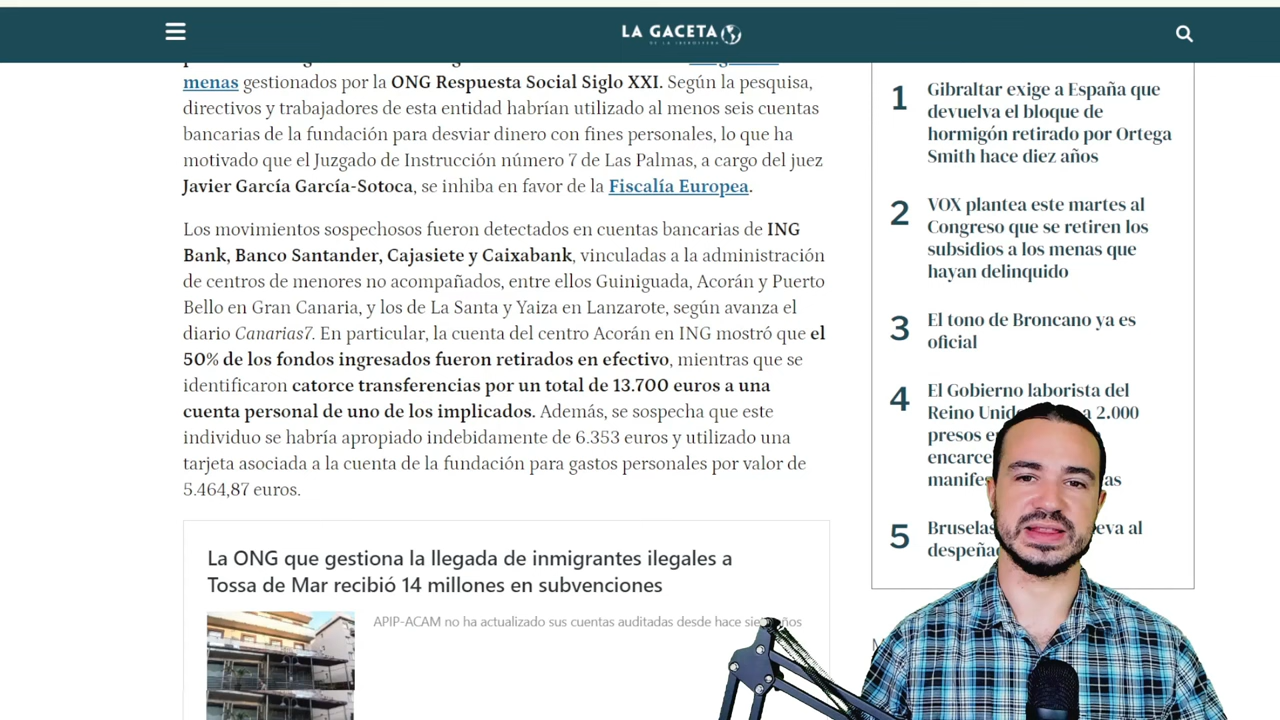 LA GACETA
DE LA IBEROSFERA
menas gestionados por la ONG Respuesta Social Siglo XXI. Según la pesquisa,
directivos y trabajadores de esta entidad habrían utilizado al menos seis cuentas
bancarias de la fundación para desviar dinero con fines personales, lo que ha
motivado que el Juzgado de Instrucción número 7 de Las Palmas, a cargo del juez
Javier García García-Sotoca, se inhiba en favor de la Fiscalía Europea.
Los movimientos sospechosos fueron detectados en cuentas bancarias de ING
Bank, Banco Santander, Cajasiete y Caixabank, vinculadas a la administración
de centros de menores no acompañados, entre ellos Guiniguada, Acorán y Puerto
Bello en Gran Canaria, y los de La Santa y Yaiza en Lanzarote, según avanza el
diario Canarias7. En particular, la cuenta del centro Acorán en ING mostró que el
50% de los fondos ingresados fueron retirados en efectivo, mientras que se
identificaron catorce transferencias por un total de 13.700 euros a una
cuenta personal de uno de los implicados. Además, se sospecha que este
individuo se habría apropiado indebidamente de 6.353 euros y utilizado una
tarjeta asociada a la cuenta de la fundación para gastos personales por valor de
5.464,87 euros.
La ONG que gestiona la llegada de inmigrantes ilegales a
Tossa de Mar recibió 14 millones en subvenciones
APIP-ACAM no ha actualizado sus cuentas auditadas desde hace
1
Gibraltar exige a España que
devuelva el bloque de
hormigón retirado por Ortega
Smith hace diez años
2
VOX plantea este martes al
Congreso que se retiren los
subsidios a los menas que
hayan delinquido
3
El tono de Broncano ya es
oficial
4
El Gobierno laborista del
Reino a 2.000
presos
5